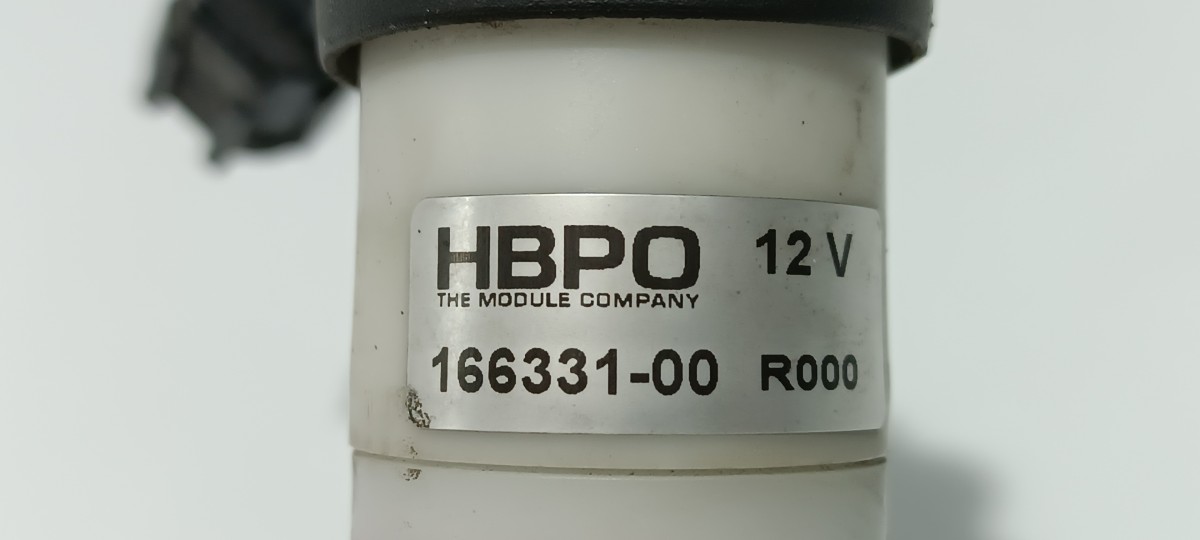 HBPO 12 V
THE MODULE COMPANY
166331-00 R000